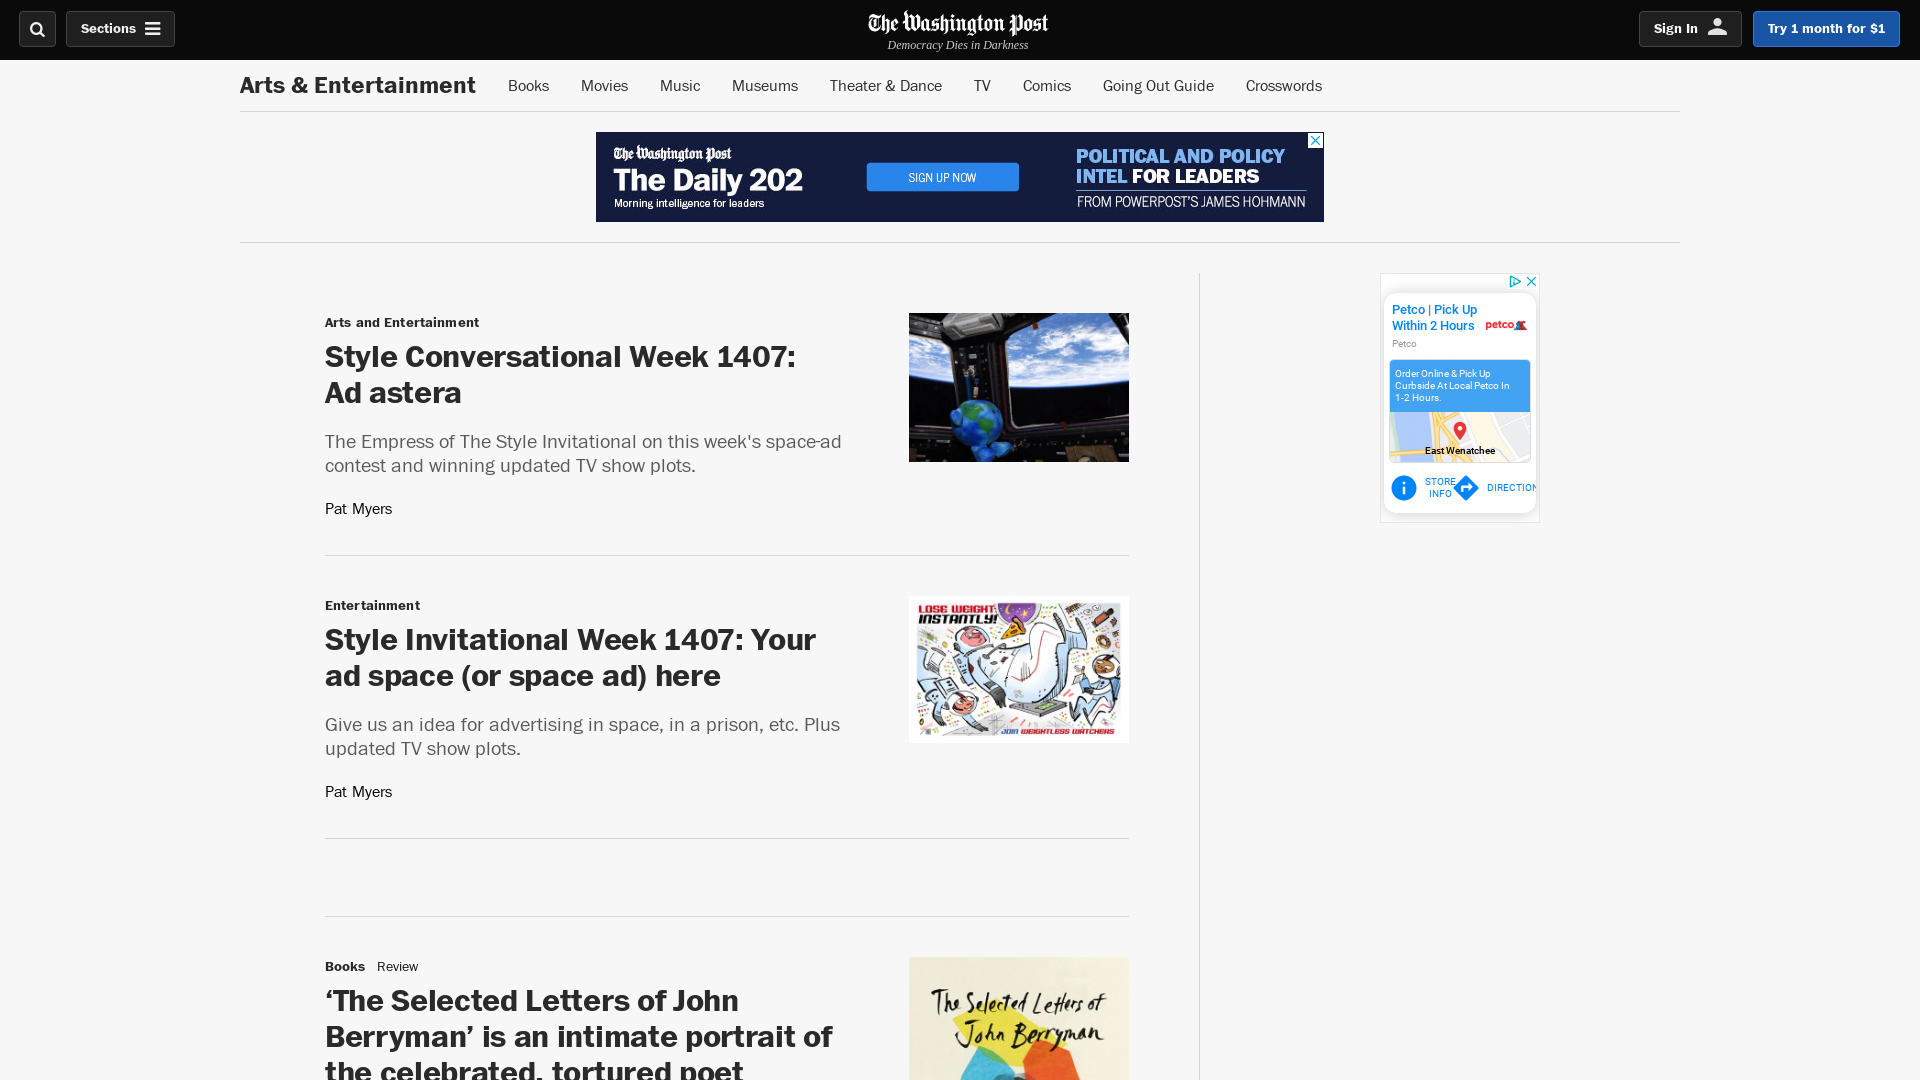 Sections
The Washington Post
Democracy Dies in Darkness
Sign In
Try 1 month for $1
Arts & Entertainment
Books
Movies
Music
Museums
Theater & Dance
TV
Comics
Going Out Guide
Crosswords
The Washington Post
The Daily 202
Morning intelligence for leaders
SIGN UP NOW
POLITICAL AND POLICY
INTEL FOR LEADERS
FROM POWERPOST'S JAMES HOHMANN
Arts and Entertainment
Style Conversational Week 1407:
Ad astera
The Empress of The Style Invitational on this week's space-ad
contest and winning updated TV show plots.
Pat Myers
Entertainment
Style Invitational Week 1407: Your
ad space (or space ad) here
Give us an idea for advertising in space, in a prison, etc. Plus
updated TV show plots.
Pat Myers
LOSE WEIGHT
INSTANTLY!
JOIN WEIGHTLESS WATCHERS
Books Review
‘The Selected Letters of John
Berryman’ is an intimate portrait of
the celebrated, tortured poet
The Selected Letters of
John Berryman
Petco | Pick Up
Within 2 Hours
petco
Petco
Order Online & Pick Up
Curbside At Local Petco In
1-2 Hours.
East Wenatchee
STORE
INFO
DIRECTION